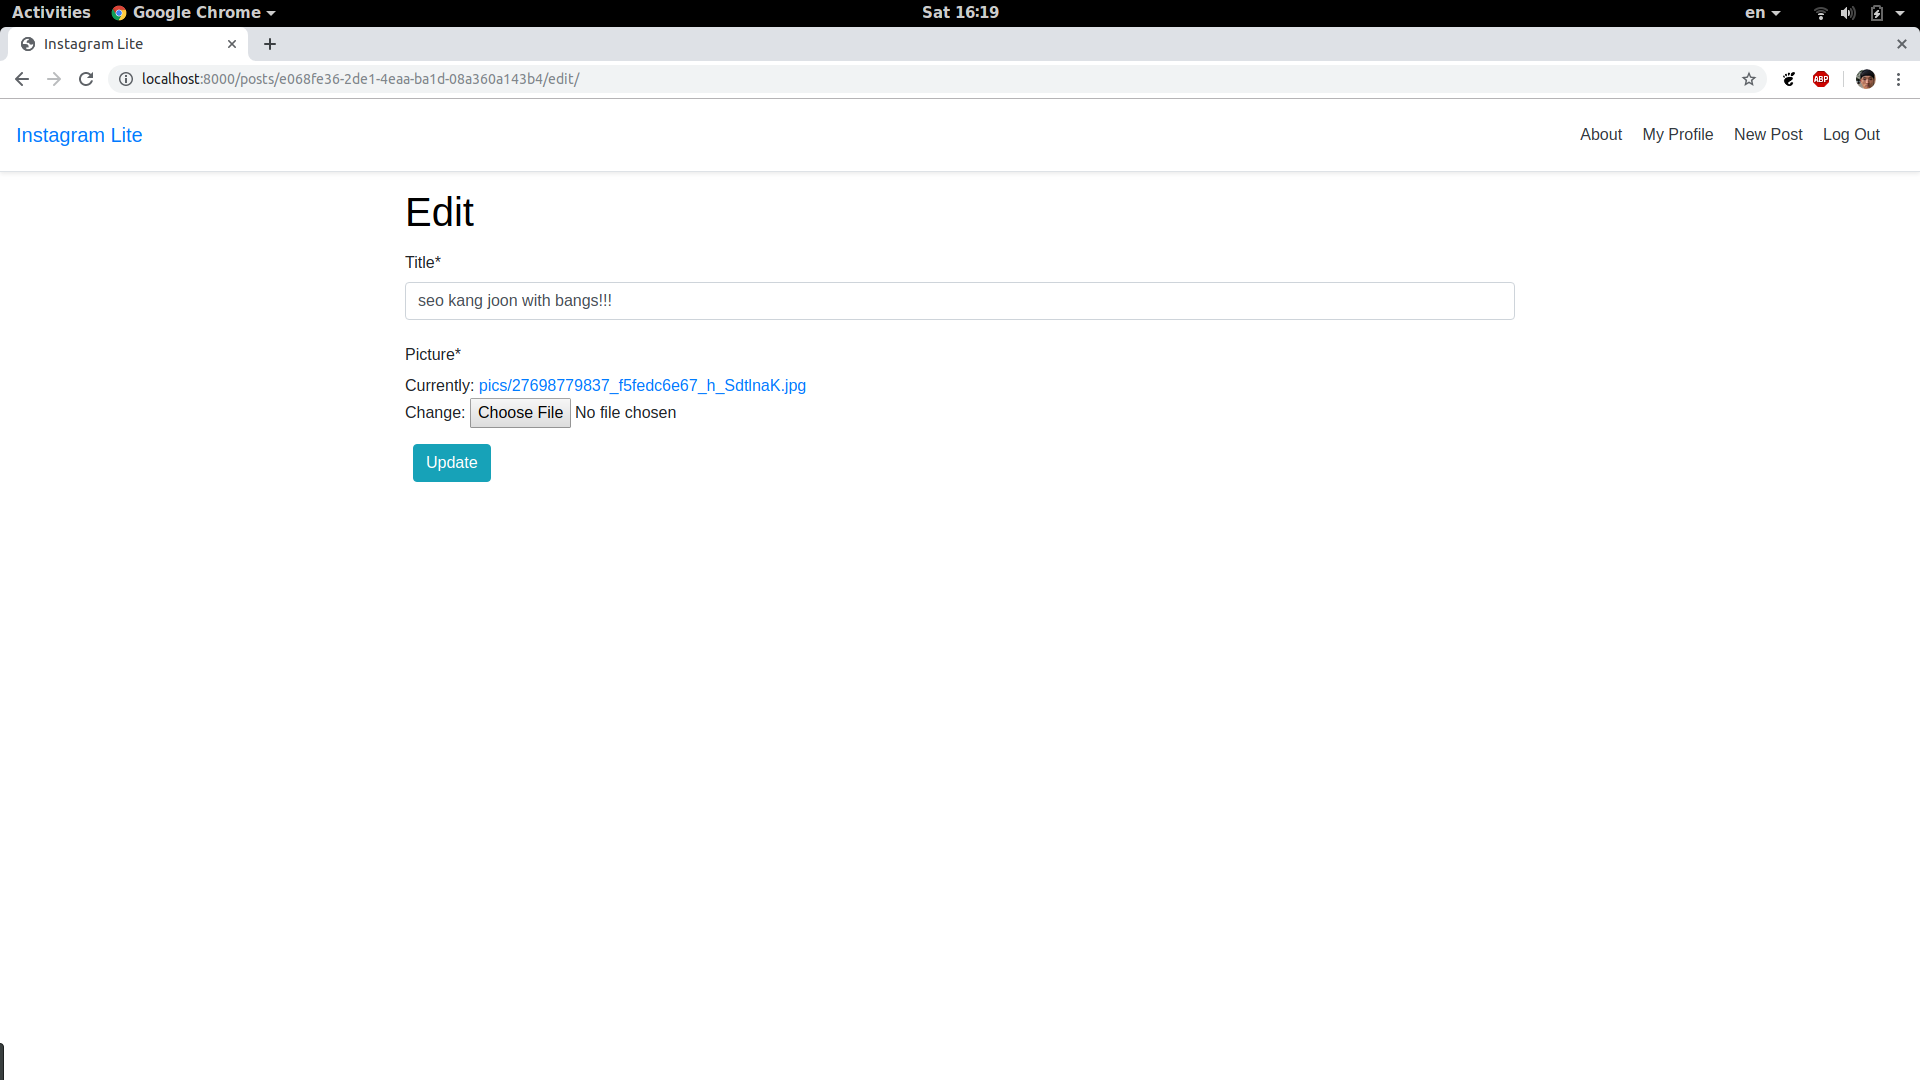 Activities Google Chrome Sat 16:19 en
Instagram Lite
localhost:8000/posts/e068fe36-2de1-4eaa-ba1d-08a360a143b4/edit/ ABP
Instagram Lite About My Profile New Post Log Out
Edit
Title*
seo kang joon with bangs!!!
Picture*
Currently: pics/27698779837_f5fedc6e67_h_SdtlnaK.jpg
Change: Choose File No file chosen
Update